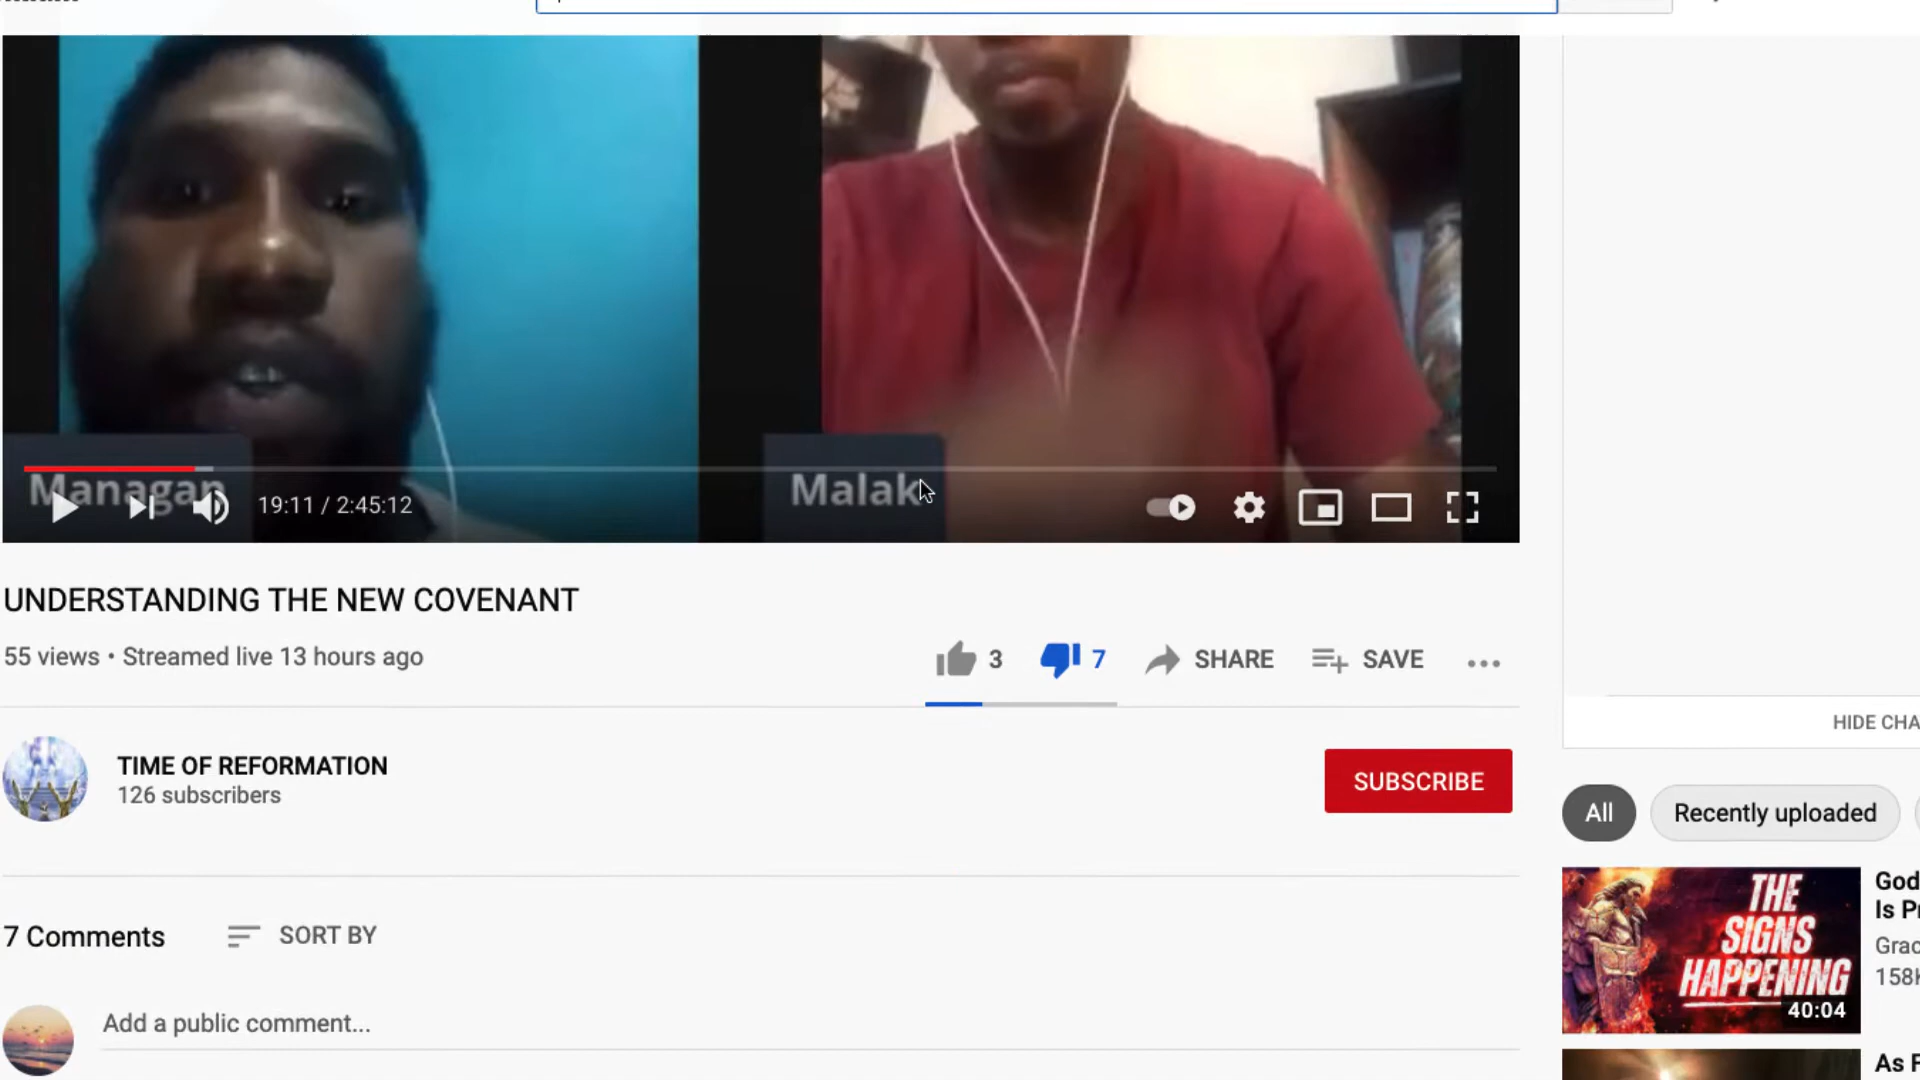 Managan
Malak
19:11 / 2:45:12
UNDERSTANDING THE NEW COVENANT
55 views • Streamed live 13 hours ago
3
7
SHARE
SAVE
HIDE CHA
TIME OF REFORMATION
126 subscribers
SUBSCRIBE
All
Recently uploaded
7 Comments
SORT BY
Add a public comment...
THE
SIGNS
HAPPENING
40:04
God
Is P
Grac
158K
As F